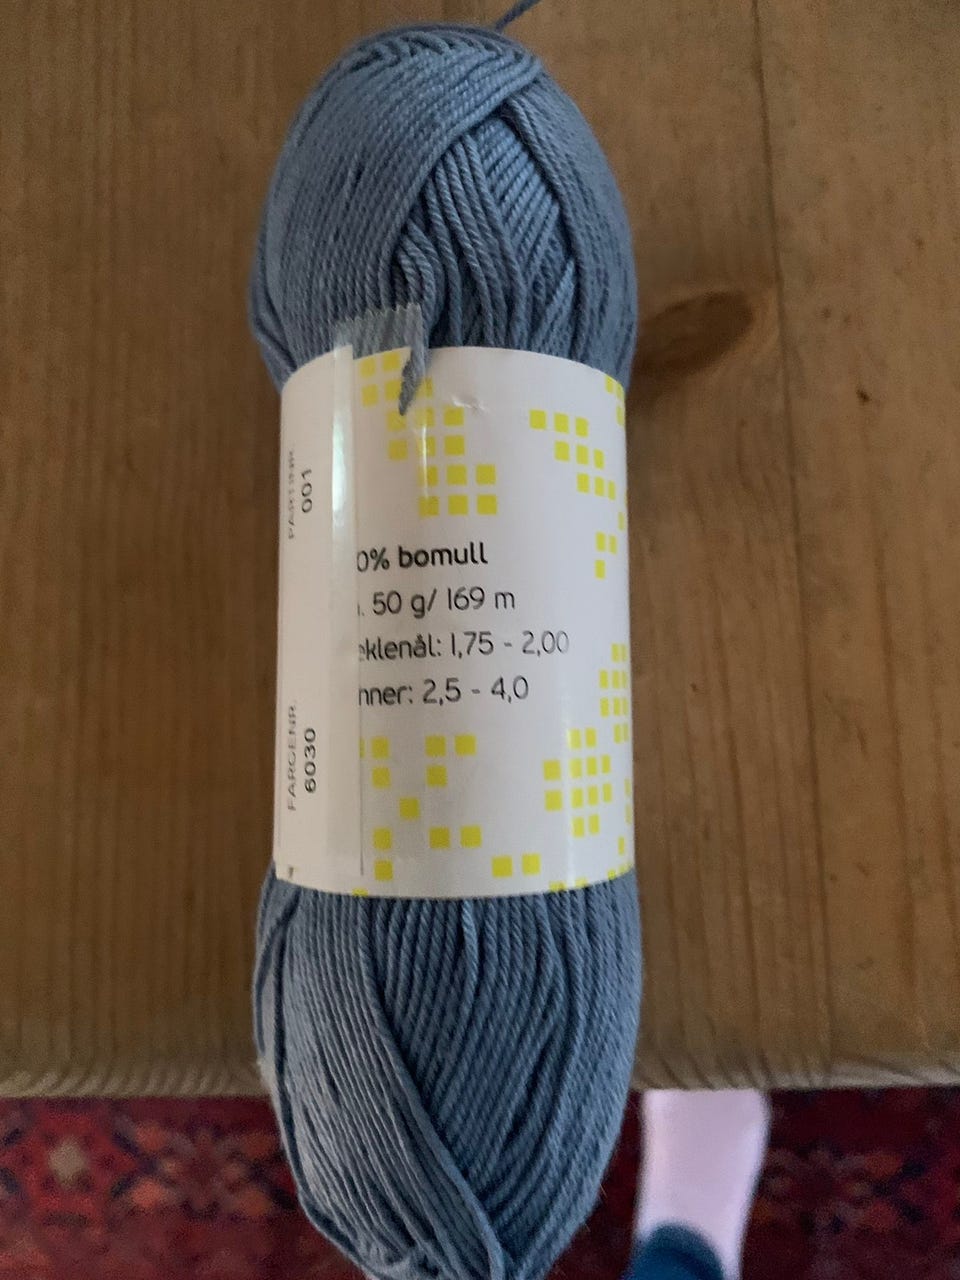 PARTINR.
001
FARGENR.
6030
0% bomull
. 50 g/ 169 m
eklenål: 1,75 - 2,00
nner: 2,5 - 4,0